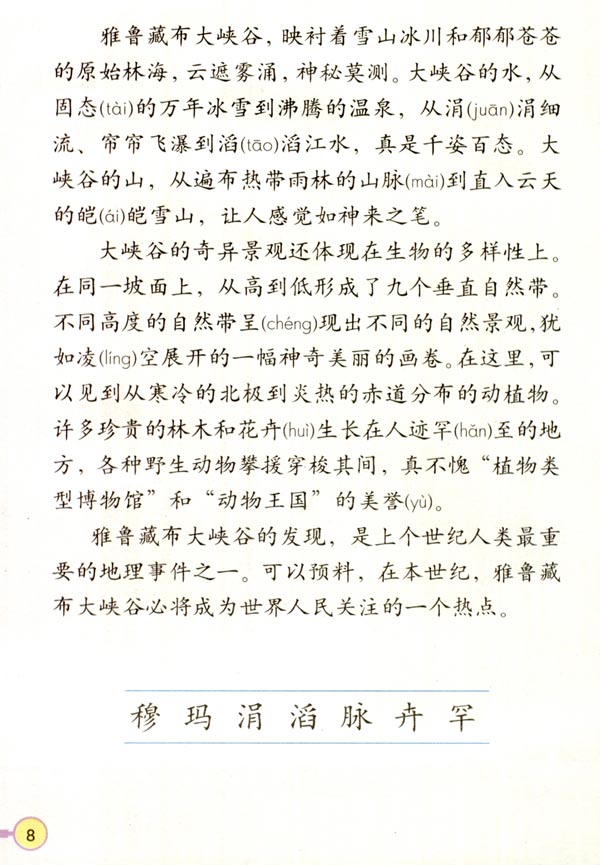 雅鲁藏布大峡谷，映衬着雪山冰川和郁郁苍苍
的原始林海，云遮雾涌，神秘莫测。大峡谷的水，从
固态(tài)的万年冰雪到沸腾的温泉，从涓(juān)涓细
流、帘帘飞瀑到滔(tāo)滔江水，真是千姿百态。大
峡谷的山，从遍布热带雨林的山脉(mài)到直入云天
的皑(ái)皑雪山，让人感觉如神来之笔。
大峡谷的奇异景观还体现在生物的多样性上。
在同一坡面上，从高到低形成了九个垂直自然带。
不同高度的自然带呈(chéng)现出不同的自然景观，犹
如凌(líng)空展开的一幅神奇美丽的画卷。在这里，可
以见到从寒冷的北极到炎热的赤道分布的动植物。
许多珍贵的林木和花卉(huì)生长在人迹罕(hǎn)至的地
方，各种野生动物攀援穿梭其间，真不愧“植物类
型博物馆”和“动物王国”的美誉(yù)。
雅鲁藏布大峡谷的发现，是上个世纪人类最重
要的地理事件之一。可以预料，在本世纪，雅鲁藏
布大峡谷必将成为世界人民关注的一个热点。
穆 玛 涓 滔 脉 卉 罕
8